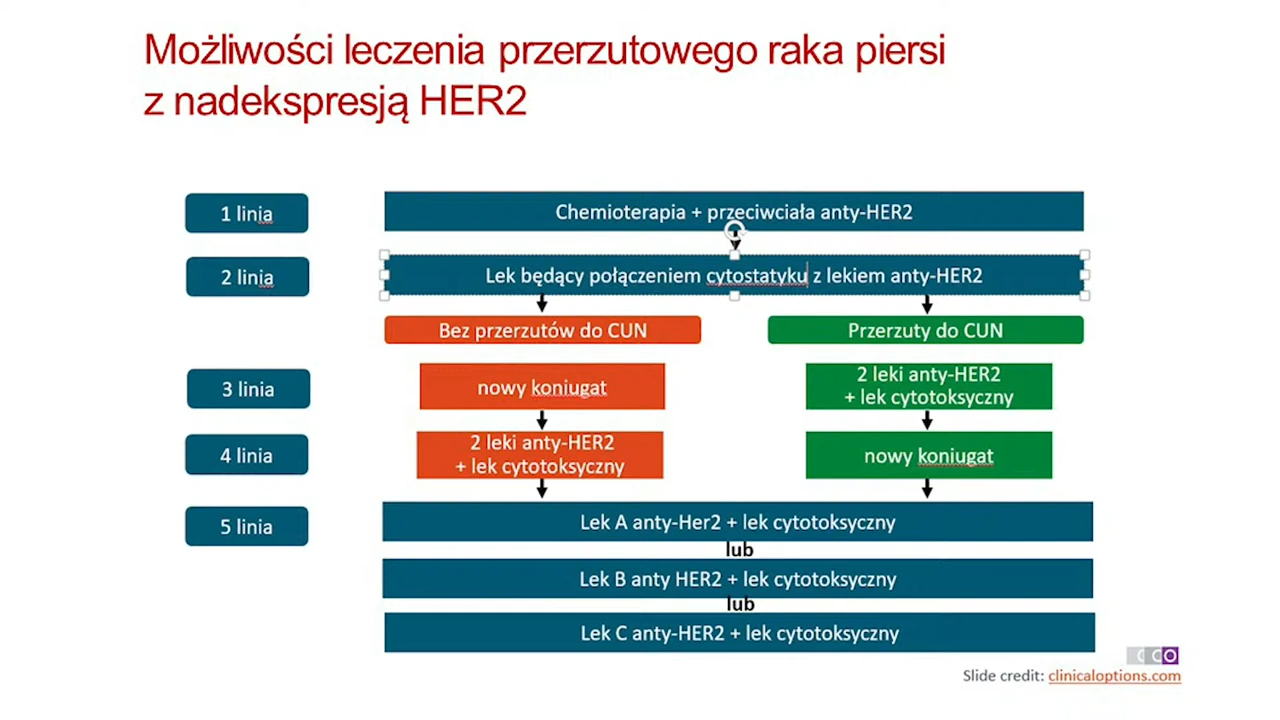 Możliwości leczenia przerzutowego raka piersi
z nadekspresją HER2
1 linia
Chemioterapia + przeciwciała anty-HER2
2 linia
Lek będący połączeniem cytostatyku z lekiem anty-HER2
Bez przerzutów do CUN
Przerzuty do CUN
3 linia
nowy koniugat
2 leki anty-HER2
+ lek cytotoksyczny
4 linia
2 leki anty-HER2
+ lek cytotoksyczny
nowy koniugat
5 linia
Lek A anty-Her2 + lek cytotoksyczny
lub
Lek B anty HER2 + lek cytotoksyczny
lub
Lek C anty-HER2 + lek cytotoksyczny
CCO
Slide credit: clinicaloptions.com